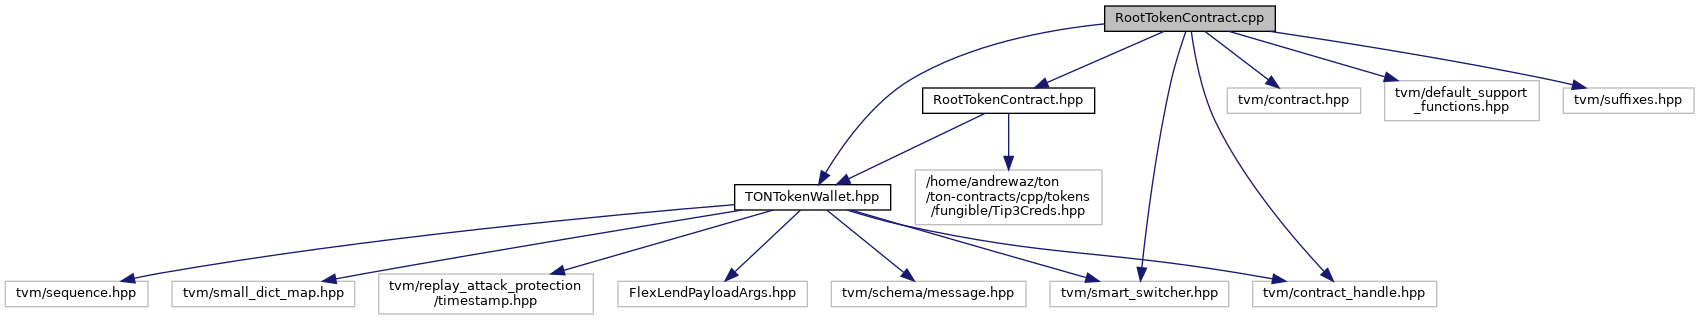 RootTokenContract.cpp
RootTokenContract.hpp
tvm/contract.hpp
tvm/default_support
_functions.hpp
tvm/suffixes.hpp
TONTokenWallet.hpp
/home/andrewaz/ton
/ton-contracts/cpp/tokens
/fungible/Tip3Creds.hpp
tvm/sequence.hpp
tvm/small_dict_map.hpp
tvm/replay_attack_protection
/timestamp.hpp
FlexLendPayloadArgs.hpp
tvm/schema/message.hpp
tvm/smart_switcher.hpp
tvm/contract_handle.hpp